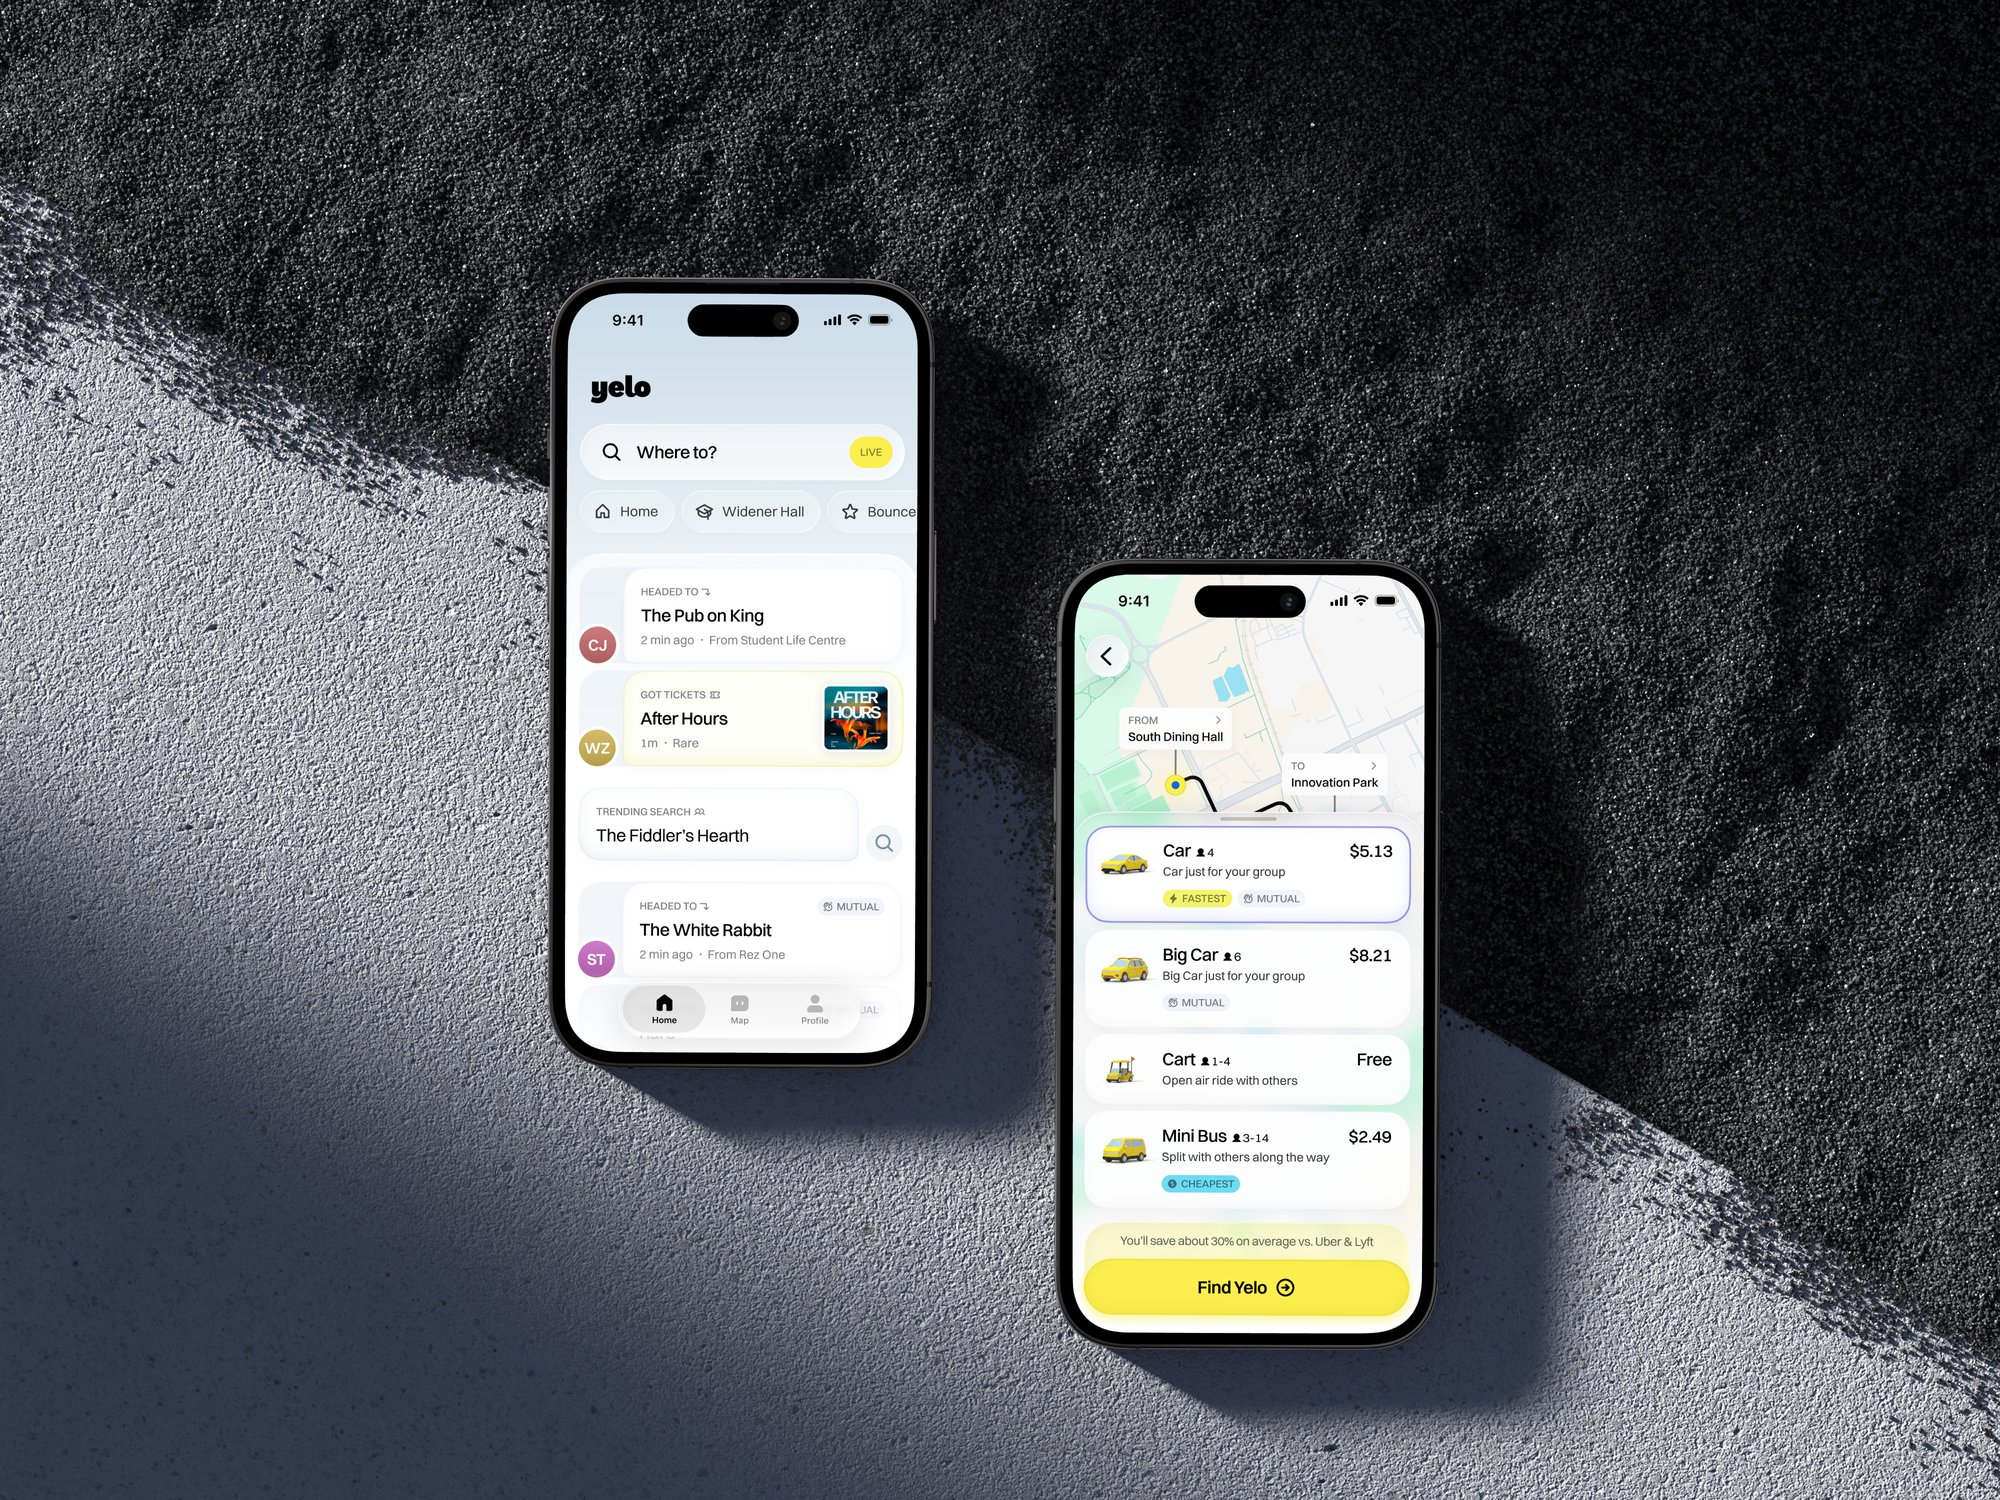 9:41
yelo
Where to?
LIVE
Home
Widener Hall
Bounce
HEADED TO
The Pub on King
2 min ago · From Student Life Centre
CJ
GOT TICKETS
After Hours
1m · Rare
WZ
AFTER
HOURS
TRENDING SEARCH
The Fiddler's Hearth
HEADED TO
MUTUAL
The White Rabbit
2 min ago · From Rez One
ST
Home
Map
Profile
9:41
FROM
South Dining Hall
TO
Innovation Park
Car 4
$5.13
Car just for your group
FASTEST
MUTUAL
Big Car 6
$8.21
Big Car just for your group
MUTUAL
Cart 1-4
Free
Open air ride with others
Mini Bus 3-14
$2.49
Split with others along the way
CHEAPEST
You'll save about 30% on average vs. Uber & Lyft
Find Yelo